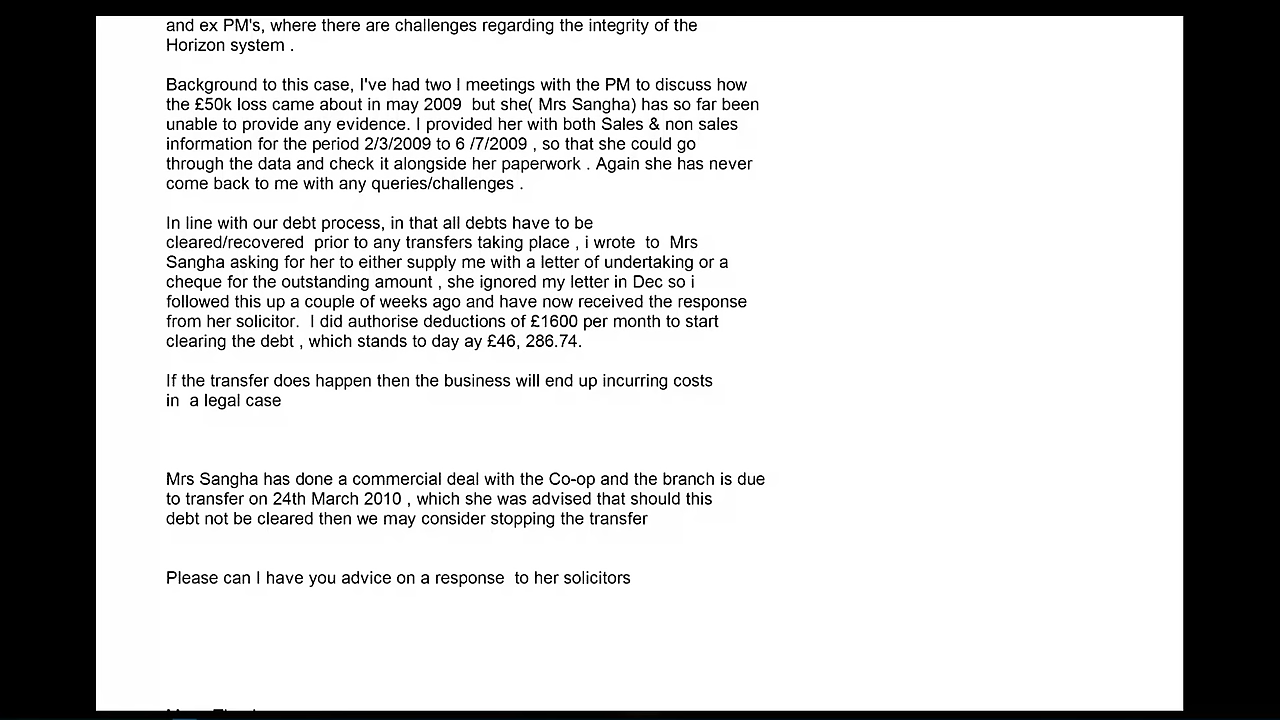 and ex PM's, where there are challenges regarding the integrity of the
Horizon system .
Background to this case, I've had two I meetings with the PM to discuss how
the £50k loss came about in may 2009  but she( Mrs Sangha) has so far been
unable to provide any evidence. I provided her with both Sales & non sales
information for the period 2/3/2009 to 6 /7/2009 , so that she could go
through the data and check it alongside her paperwork . Again she has never
come back to me with any queries/challenges .
In line with our debt process, in that all debts have to be
cleared/recovered  prior to any transfers taking place , i wrote  to  Mrs
Sangha asking for her to either supply me with a letter of undertaking or a
cheque for the outstanding amount , she ignored my letter in Dec so i
followed this up a couple of weeks ago and have now received the response
from her solicitor.  I did authorise deductions of £1600 per month to start
clearing the debt , which stands to day ay £46, 286.74.
If the transfer does happen then the business will end up incurring costs
in  a legal case
Mrs Sangha has done a commercial deal with the Co-op and the branch is due
to transfer on 24th March 2010 , which she was advised that should this
debt not be cleared then we may consider stopping the transfer
Please can I have you advice on a response  to her solicitors